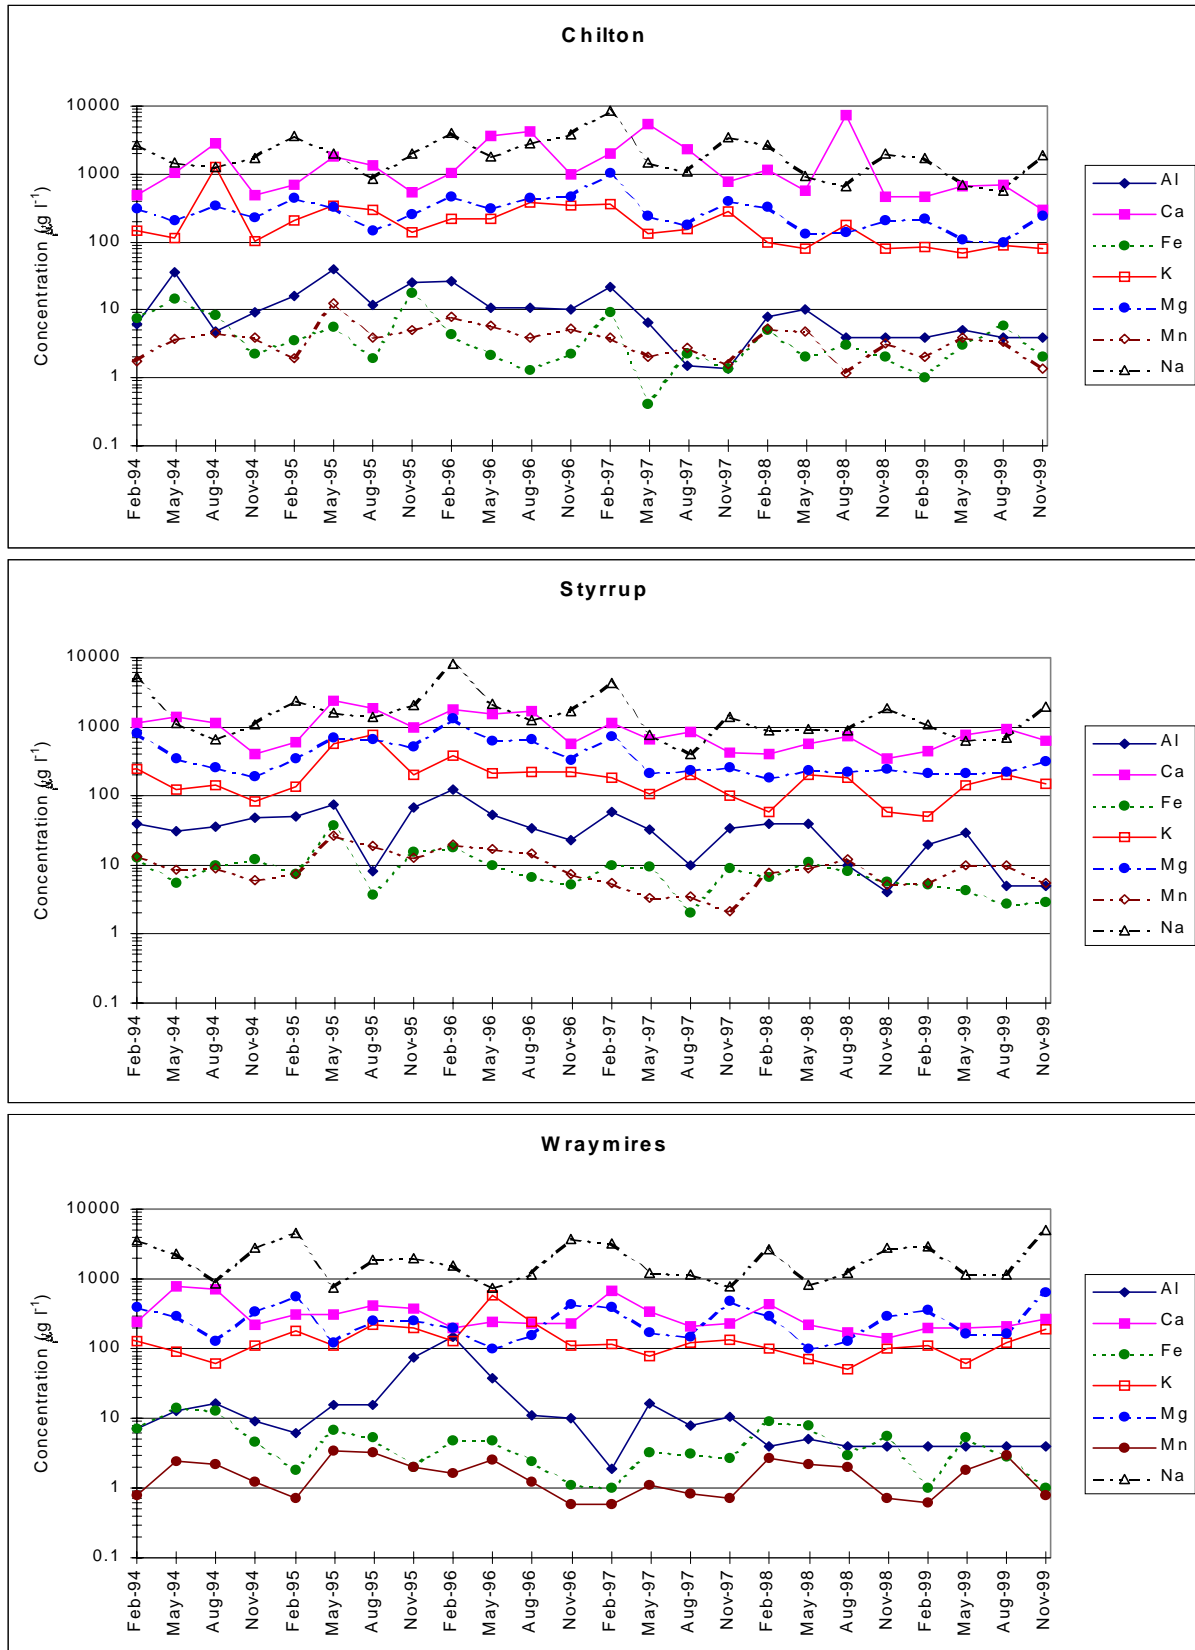 Chilton
Concentration (μg l-1)
10000
1000
100
10
1
0.1
Feb-94
May-94
Aug-94
Nov-94
Feb-95
May-95
Aug-95
Nov-95
Feb-96
May-96
Aug-96
Nov-96
Feb-97
May-97
Aug-97
Nov-97
Feb-98
May-98
Aug-98
Nov-98
Feb-99
May-99
Aug-99
Nov-99
Al
Ca
Fe
K
Mg
Mn
Na
Styrrup
Concentration (μg l-1)
10000
1000
100
10
1
0.1
Feb-94
May-94
Aug-94
Nov-94
Feb-95
May-95
Aug-95
Nov-95
Feb-96
May-96
Aug-96
Nov-96
Feb-97
May-97
Aug-97
Nov-97
Feb-98
May-98
Aug-98
Nov-98
Feb-99
May-99
Aug-99
Nov-99
Al
Ca
Fe
K
Mg
Mn
Na
Wraymires
Concentration (μg l-1)
10000
1000
100
10
1
0.1
Feb-94
May-94
Aug-94
Nov-94
Feb-95
May-95
Aug-95
Nov-95
Feb-96
May-96
Aug-96
Nov-96
Feb-97
May-97
Aug-97
Nov-97
Feb-98
May-98
Aug-98
Nov-98
Feb-99
May-99
Aug-99
Nov-99
Al
Ca
Fe
K
Mg
Mn
Na